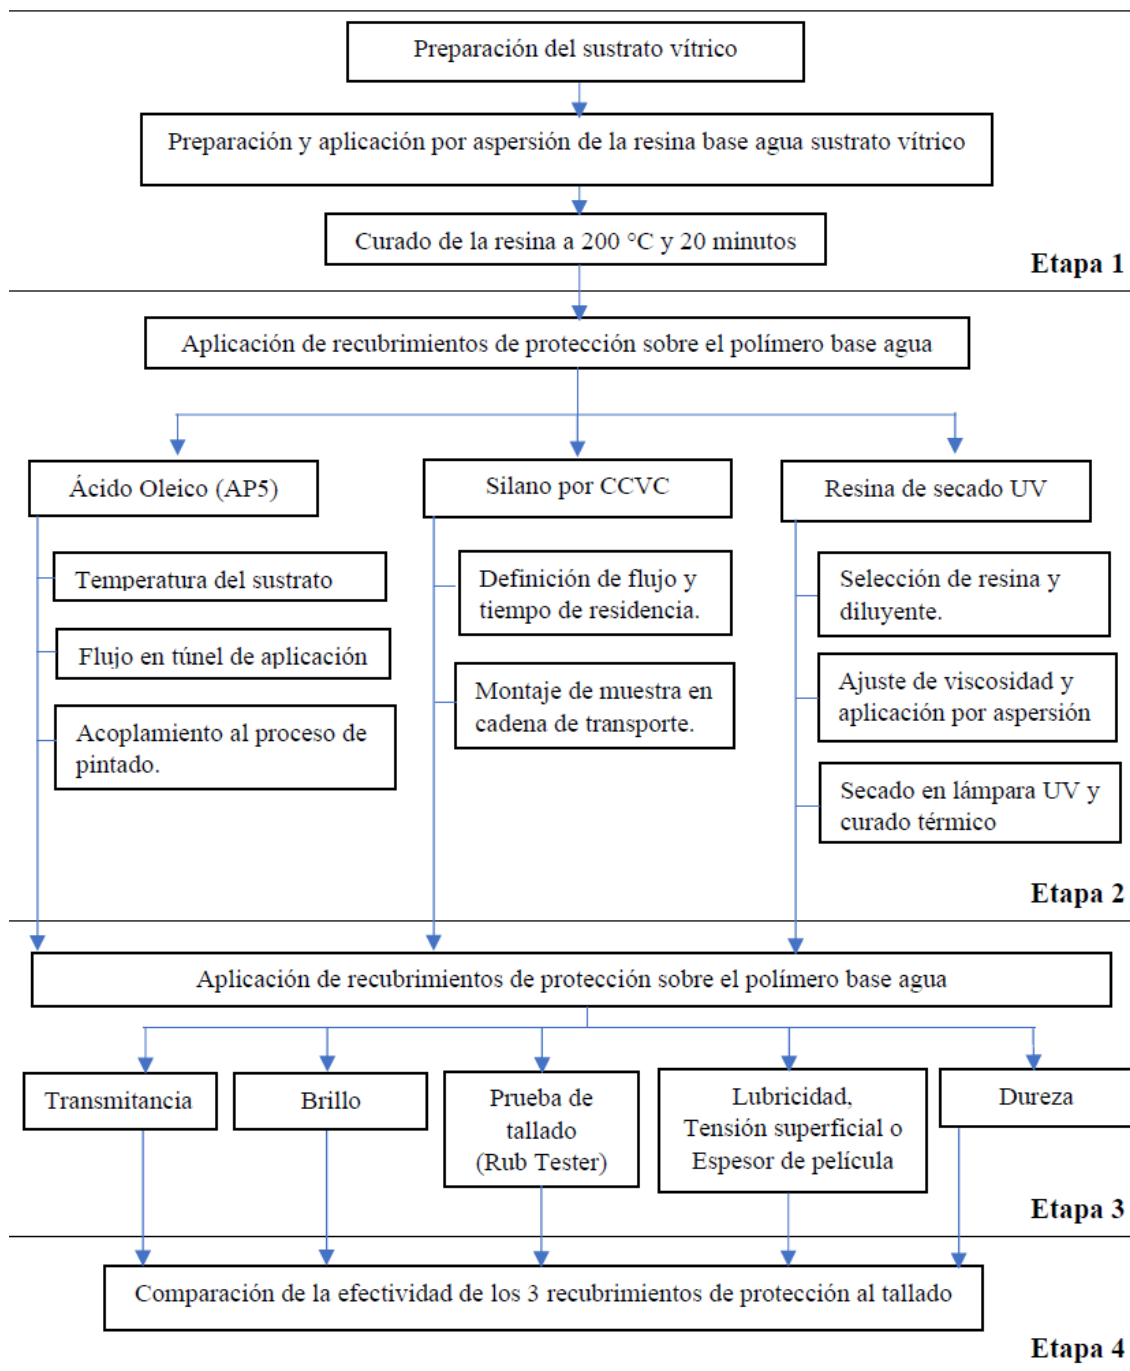 Preparación del sustrato vítrico
Preparación y aplicación por aspersión de la resina base agua sustrato vítrico
Curado de la resina a 200 °C y 20 minutos
Etapa 1
Aplicación de recubrimientos de protección sobre el polímero base agua
Ácido Oleico (AP5)
Temperatura del sustrato
Flujo en túnel de aplicación
Acoplamiento al proceso de
pintado.
Silano por CCVC
Definición de flujo y
tiempo de residencia.
Montaje de muestra en
cadena de transporte.
Resina de secado UV
Selección de resina y
diluyente.
Ajuste de viscosidad y
aplicación por aspersión
Secado en lámpara UV y
curado térmico
Etapa 2
Aplicación de recubrimientos de protección sobre el polímero base agua
Transmitancia
Brillo
Prueba de
tallado
(Rub Tester)
Lubricidad,
Tensión superficial o
Espesor de película
Dureza
Etapa 3
Comparación de la efectividad de los 3 recubrimientos de protección al tallado
Etapa 4